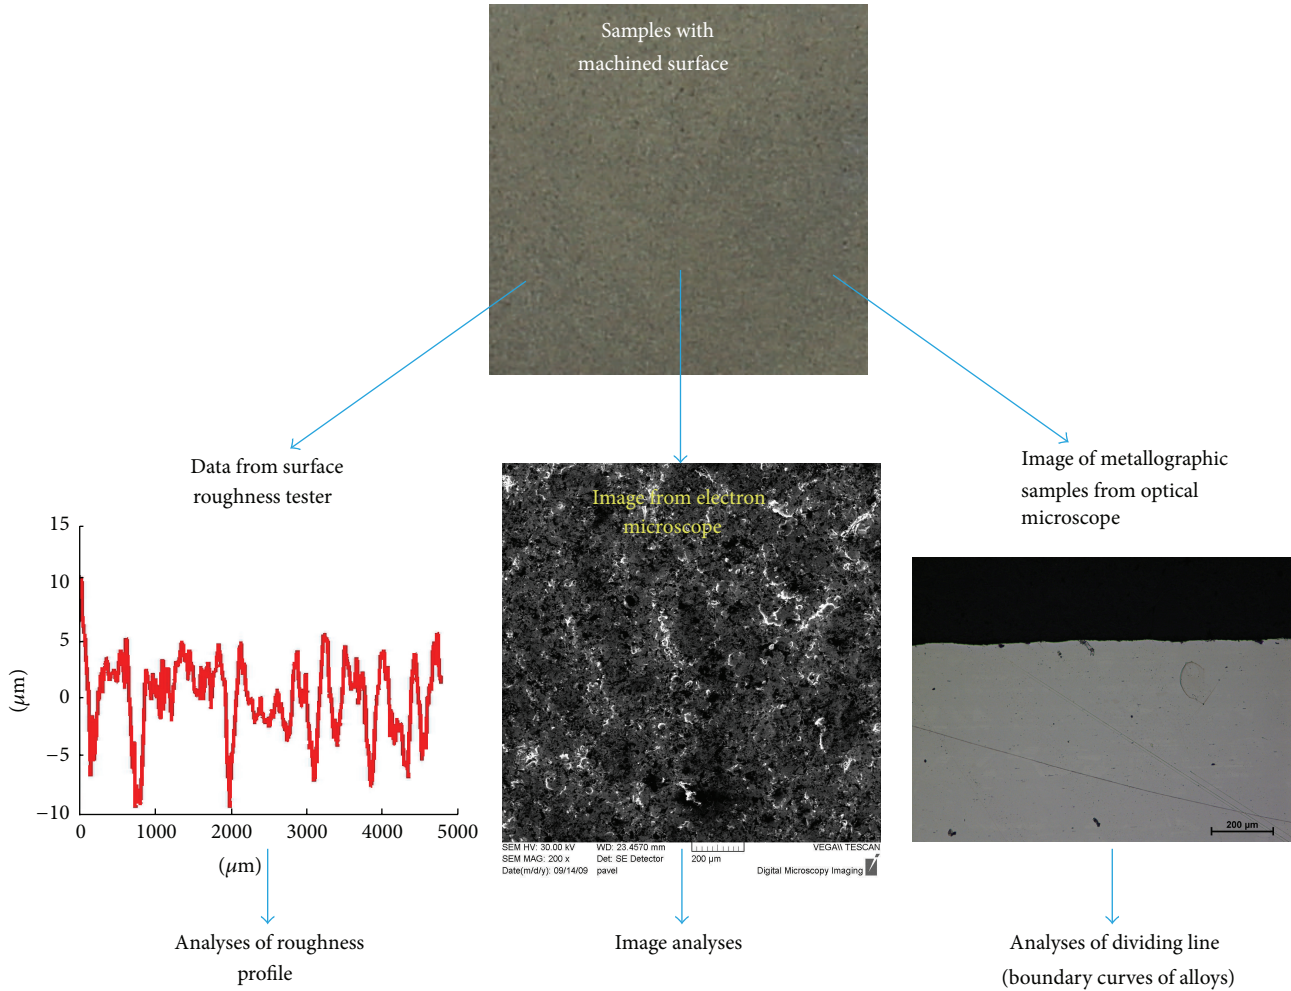 Samples with
machined surface
Data from surface
roughness tester
Image from electron
microscope
Image of metallographic
samples from optical
microscope
15
10
5
0
−5
−10
(μm)
0 1000 2000 3000 4000 5000
(μm)
SEM HV: 30.00 kV WD: 23.4570 mm VEGA\\ TESCAN
SEM MAG: 200 x Det: SE Detector 200 μm
Date(m/d/y): 09/14/09 pavel Digital Microscopy Imaging
200 μm
Analyses of roughness
profile
Image analyses
Analyses of dividing line
(boundary curves of alloys)